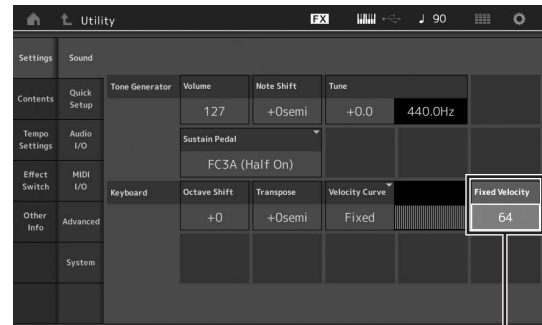 Utility FX ♩ 90
Settings
Sound
Contents
Quick
Setup
Tempo
Settings
Audio
I/O
Effect
Switch
MIDI
I/O
Other
Info
Advanced
System
Tone Generator
Volume
Note Shift
Tune
127
+0semi
+0.0
440.0Hz
Sustain Pedal
FC3A (Half On)
Keyboard
Octave Shift
Transpose
Velocity Curve
Fixed Velocity
+0
+0semi
Fixed
64